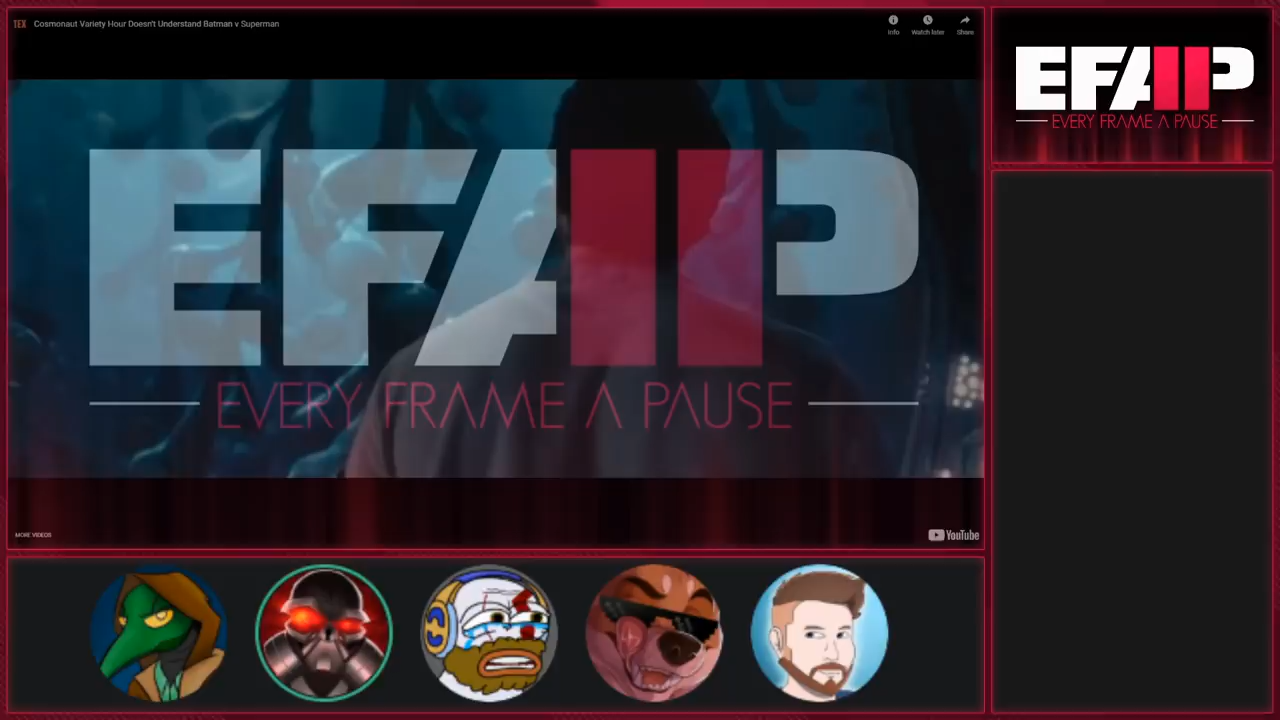 TEX Cosmonaut Variety Hour Doesn't Understand Batman v Superman
Info Watch later Share
EFAP
EVERY FRAME A PAUSE
MORE VIDEOS
YouTube
EFAP
EVERY FRAME A PAUSE